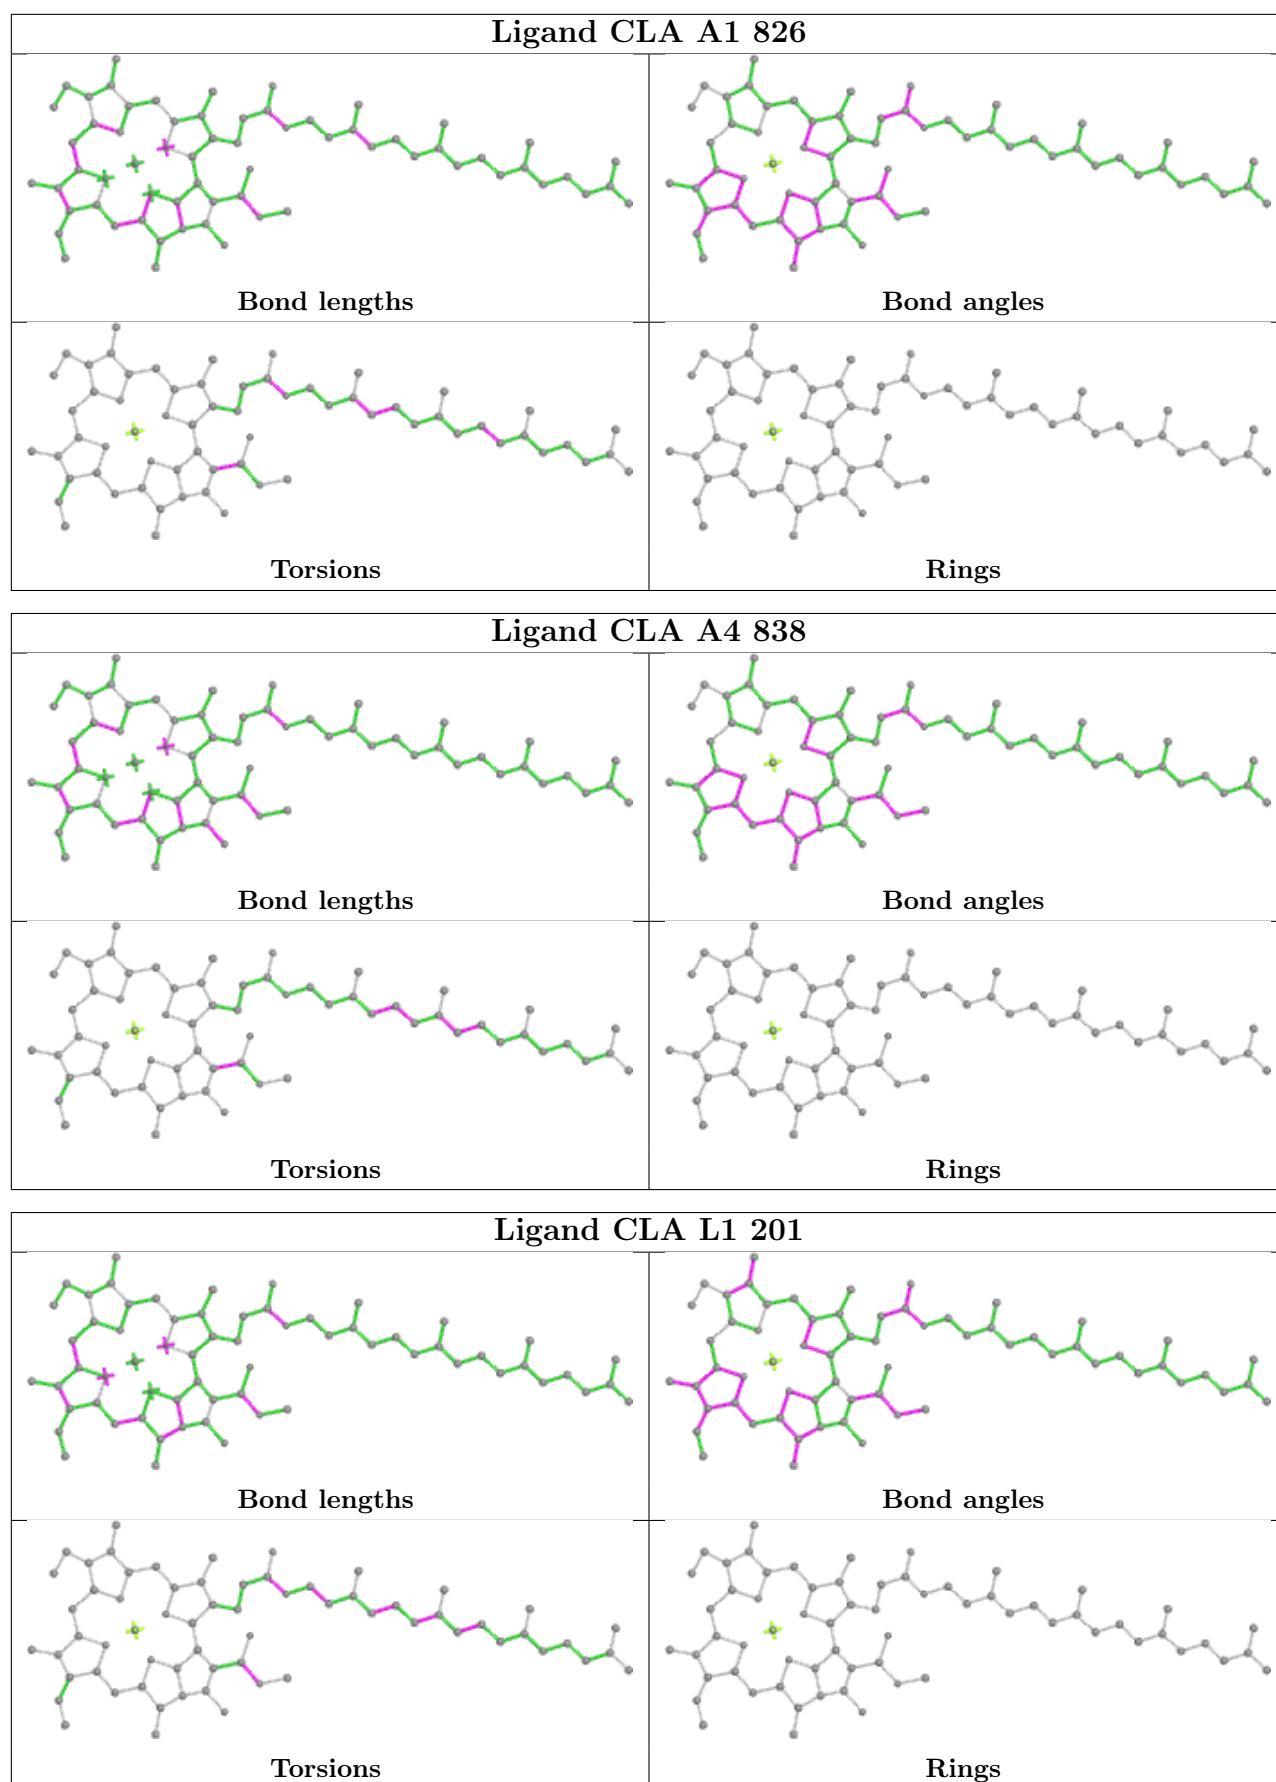 Ligand CLA A1 826
Bond lengths
Bond angles
Torsions
Rings
Ligand CLA A4 838
Bond lengths
Bond angles
Torsions
Rings
Ligand CLA L1 201
Bond lengths
Bond angles
Torsions
Rings